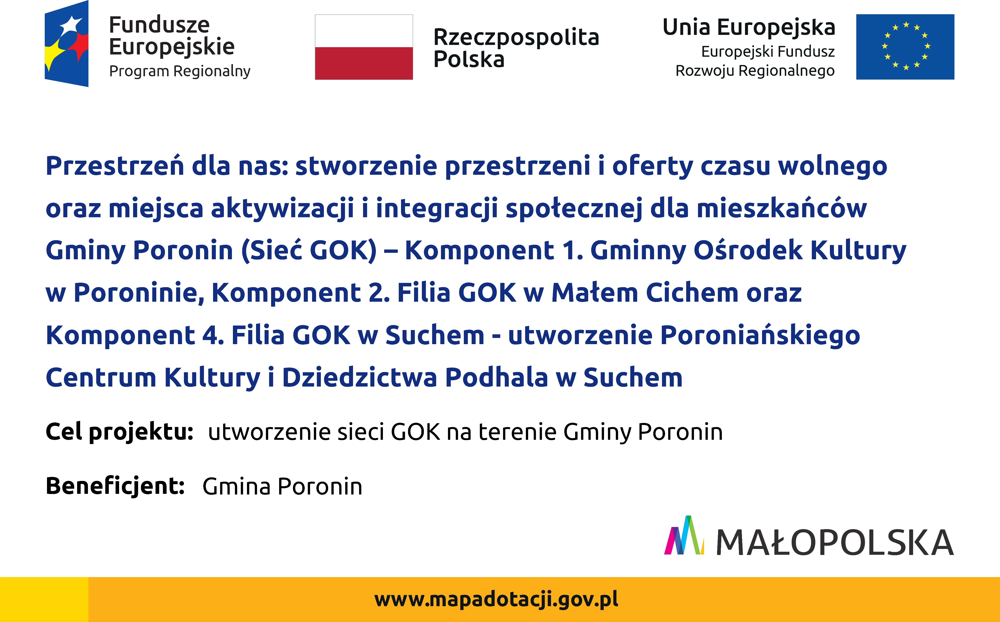 Fundusze
Europejskie
Program Regionalny
Rzeczpospolita
Polska
Unia Europejska
Europejski Fundusz
Rozwoju Regionalnego
Przestrzeń dla nas: stworzenie przestrzeni i oferty czasu wolnego
oraz miejsca aktywizacji i integracji społecznej dla mieszkańców
Gminy Poronin (Sieć GOK) – Komponent 1. Gminny Ośrodek Kultury
w Poroninie, Komponent 2. Filia GOK w Małem Cichem oraz
Komponent 4. Filia GOK w Suchem - utworzenie Poroniańskiego
Centrum Kultury i Dziedzictwa Podhala w Suchem
Cel projektu: utworzenie sieci GOK na terenie Gminy Poronin
Beneficjent: Gmina Poronin
MAŁOPOLSKA
www.mapadotacji.gov.pl